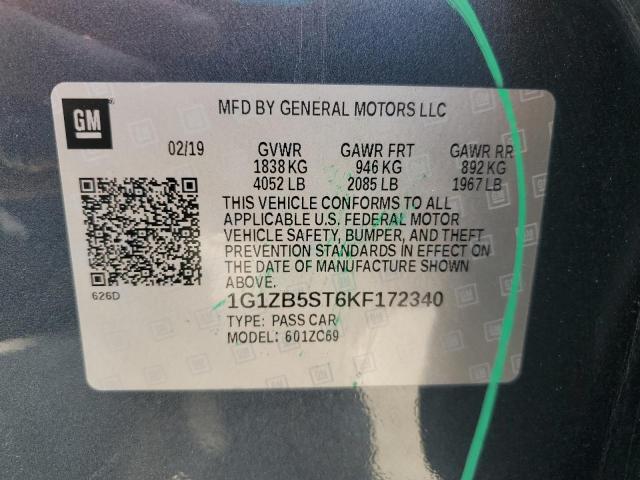 GM
MFD BY GENERAL MOTORS LLC
02/19 GVWR GAWR FRT GAWR RR
1838 KG 946 KG 892 KG
4052 LB 2085 LB 1967 LB
THIS VEHICLE CONFORMS TO ALL
APPLICABLE U.S. FEDERAL MOTOR
VEHICLE SAFETY, BUMPER, AND THEFT
PREVENTION STANDARDS IN EFFECT ON
THE DATE OF MANUFACTURE SHOWN
ABOVE.
626D
1G1ZB5ST6KF172340
TYPE: PASS CAR
MODEL: 601ZC69